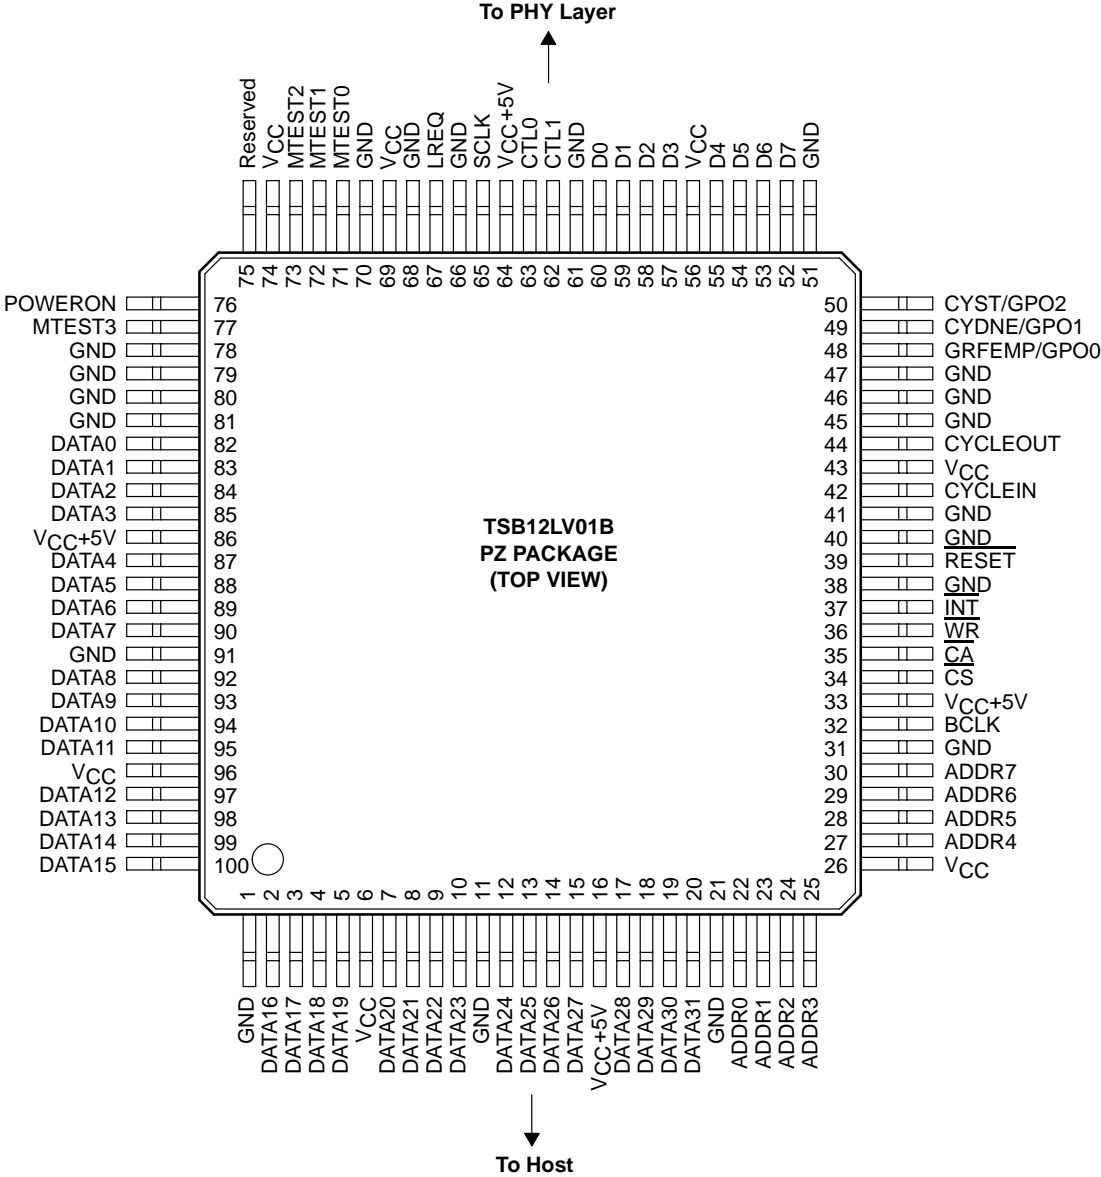 To PHY Layer
Reserved
VCC
MTEST2
MTEST1
MTEST0
GND
VCC
GND
LREQ
GND
SCLK
VCC+5V
CTL0
CTL1
GND
D0
D1
D2
D3
VCC
D4
D5
D6
D7
GND
75
74
73
72
71
70
69
68
67
66
65
64
63
62
61
60
59
58
57
56
55
54
53
52
51
POWERON 76
MTEST3 77
GND 78
GND 79
GND 80
GND 81
DATA0 82
DATA1 83
DATA2 84
DATA3 85
VCC+5V 86
DATA4 87
DATA5 88
DATA6 89
DATA7 90
GND 91
DATA8 92
DATA9 93
DATA10 94
DATA11 95
VCC 96
DATA12 97
DATA13 98
DATA14 99
DATA15 100
TSB12LV01B
PZ PACKAGE
(TOP VIEW)
50 CYST/GPO2
49 CYDNE/GPO1
48 GRFEMP/GPO0
47 GND
46 GND
45 GND
44 CYCLEOUT
43 VCC
42 CYCLEIN
41 GND
40 GND
39 RESET
38 GND
37 INT
36 WR
35 CA
34 CS
33 VCC+5V
32 BCLK
31 GND
30 ADDR7
29 ADDR6
28 ADDR5
27 ADDR4
26 VCC
1
2
3
4
5
6
7
8
9
10
11
12
13
14
15
16
17
18
19
20
21
22
23
24
25
GND
DATA16
DATA17
DATA18
DATA19
VCC
DATA20
DATA21
DATA22
DATA23
GND
DATA24
DATA25
DATA26
DATA27
VCC+5V
DATA28
DATA29
DATA30
DATA31
GND
ADDR0
ADDR1
ADDR2
ADDR3
To Host